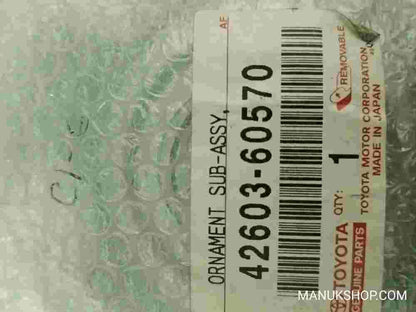 AF
ORNAMENT SUB-ASSY,
42603-60570
TOYOTA QTY: 1
GENUINE PARTS
REMOVABLE
TOYOTA MOTOR CORPORATION
MADE IN JAPAN
MANUKSHOP.COM